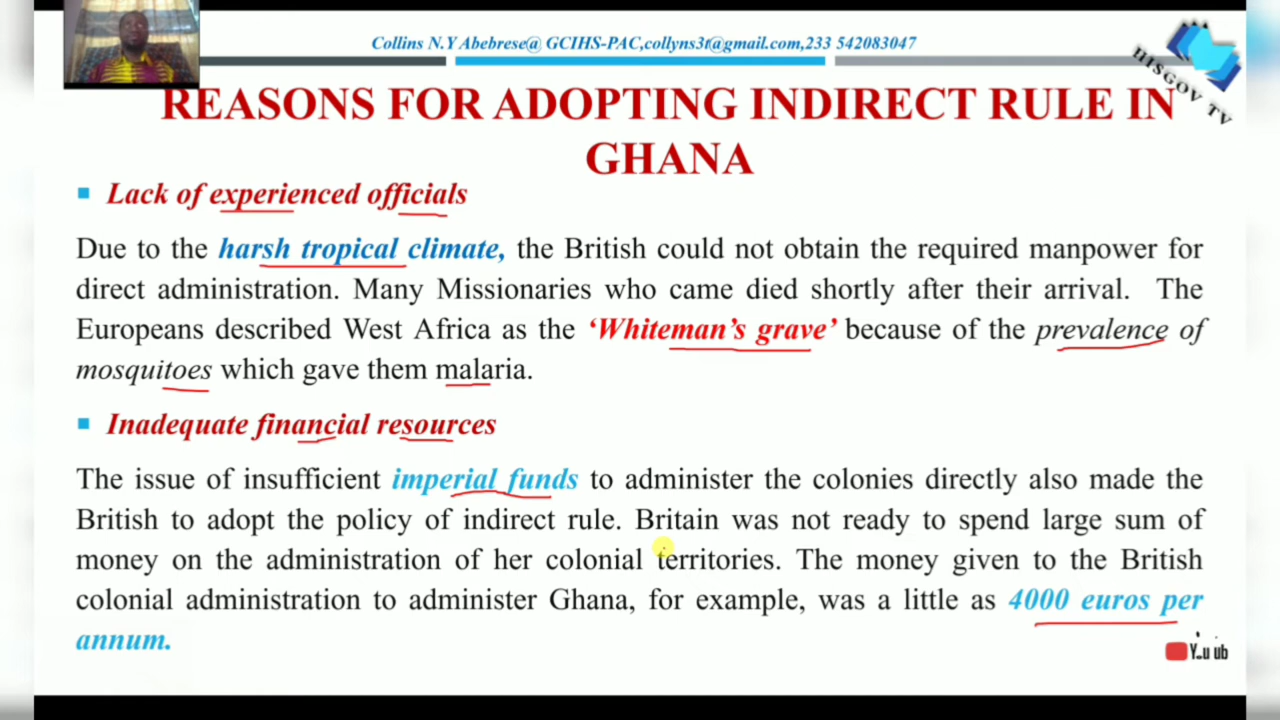 Collins N.Y Abebrese@ GCIHS-PAC,collyns3t@gmail.com,233 542083047
HISGOV TV
REASONS FOR ADOPTING INDIRECT RULE IN
GHANA
Lack of experienced officials
Due to the harsh tropical climate, the British could not obtain the required manpower for
direct administration. Many Missionaries who came died shortly after their arrival. The
Europeans described West Africa as the ‘Whiteman’s grave’ because of the prevalence of
mosquitoes which gave them malaria.
Inadequate financial resources
The issue of insufficient imperial funds to administer the colonies directly also made the
British to adopt the policy of indirect rule. Britain was not ready to spend large sum of
money on the administration of her colonial territories. The money given to the British
colonial administration to administer Ghana, for example, was a little as 4000 euros per
annum.